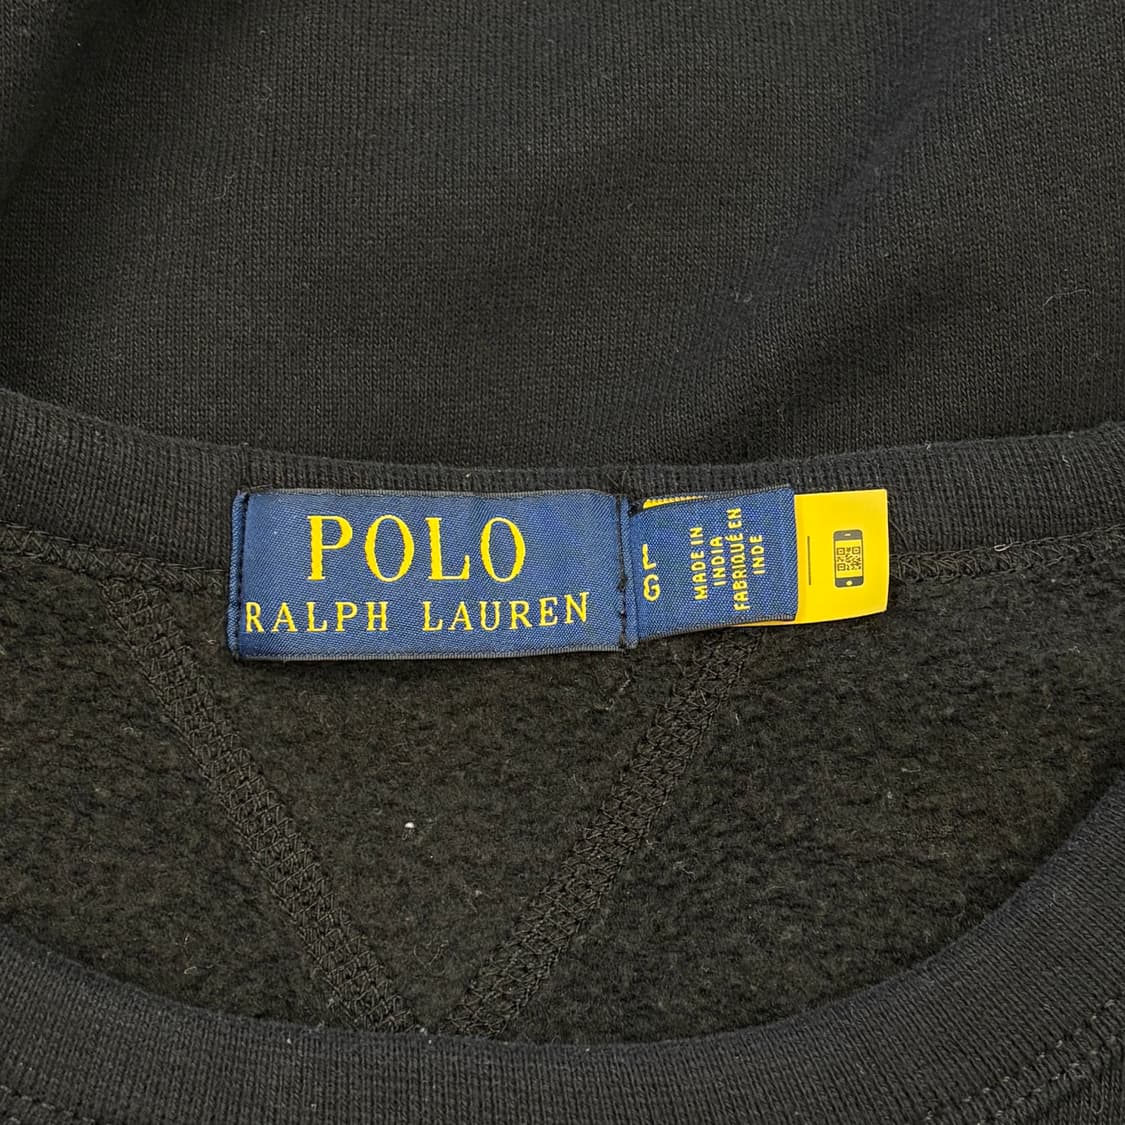 POLO
RALPH LAUREN
L
G
MADE IN
INDIA
FABRIQUÉ EN
INDE